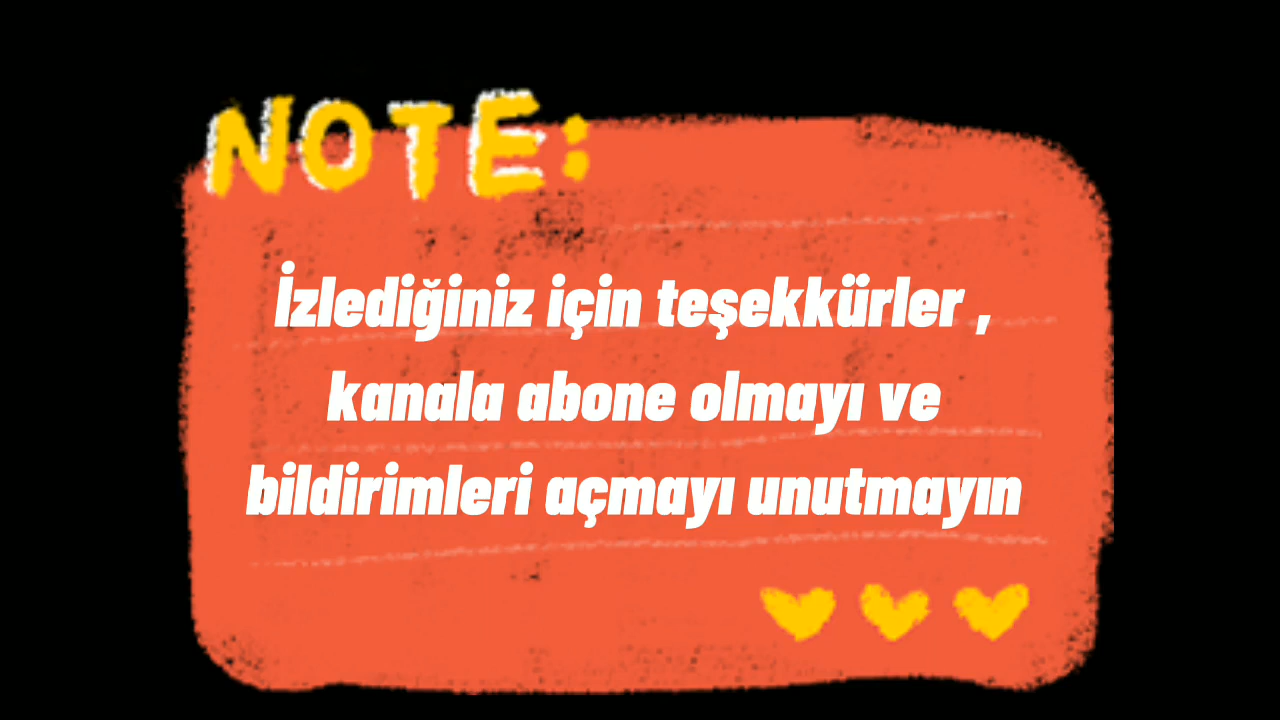 NOTE:
İzlediğiniz için teşekkürler ,
kanala abone olmayı ve
bildirimleri açmayı unutmayın